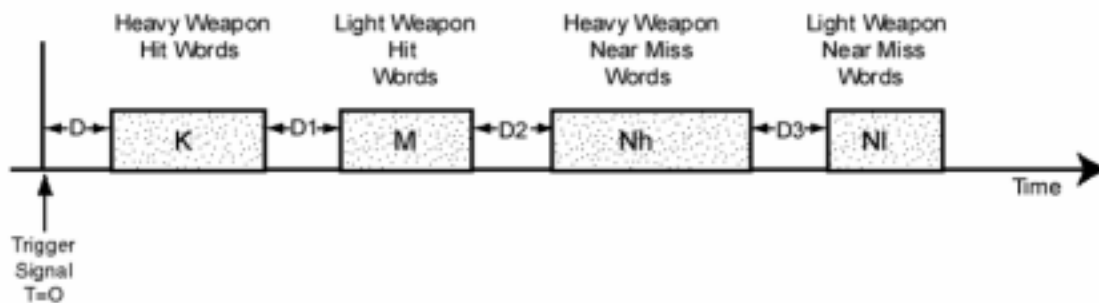 Heavy Weapon
Hit Words
Light Weapon
Hit
Words
Heavy Weapon
Near Miss
Words
Light Weapon
Near Miss
Words
D
K
D1
M
D2
Nh
D3
Nl
Time
Trigger
Signal
T=O